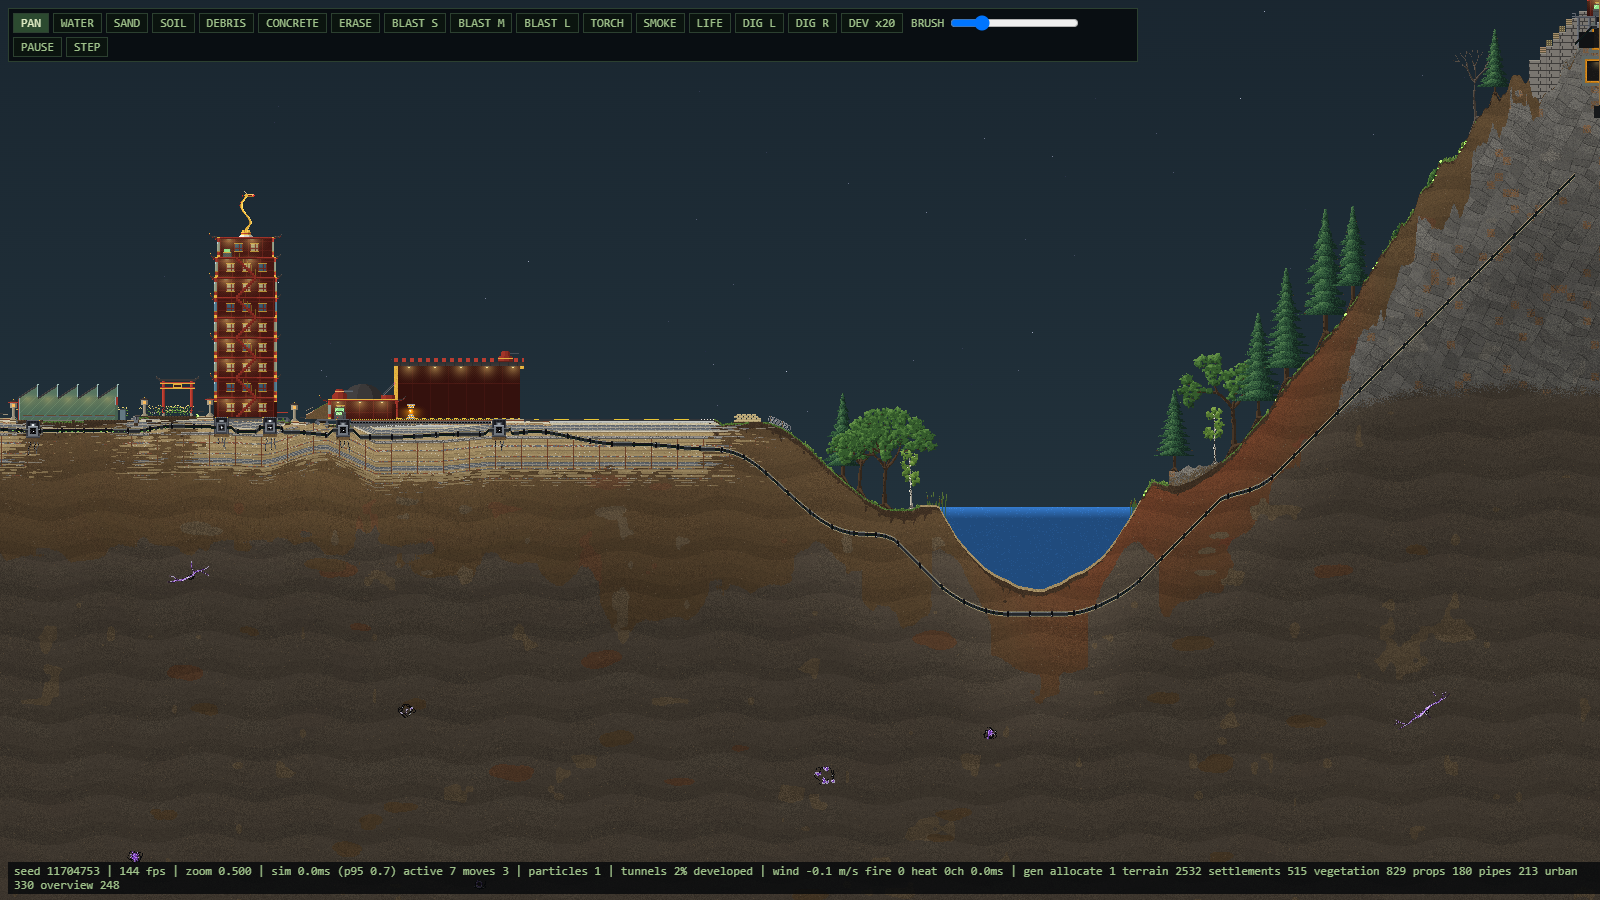 PAN WATER SAND SOIL DEBRIS CONCRETE ERASE BLAST S BLAST M BLAST L TORCH SMOKE LIFE DIG L DIG R DEV x20 BRUSH
PAUSE STEP
seed 11704753 | 144 fps | zoom 0.500 | sim 0.0ms (p95 0.7) active 7 moves 3 | particles 1 | tunnels 2% developed | wind -0.1 m/s fire 0 heat 0ch 0.0ms | gen allocate 1 terrain 2532 settlements 515 vegetation 829 props 180 pipes 213 urban
330 overview 248